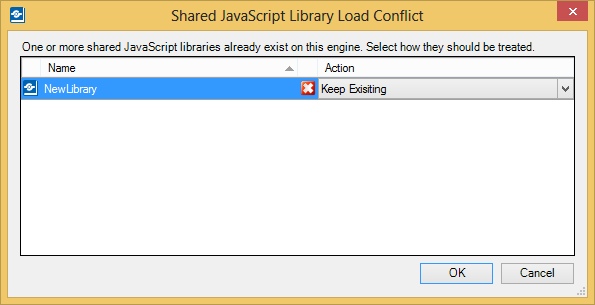 Shared JavaScript Library Load Conflict
One or more shared JavaScript libraries already exist on this engine. Select how they should be treated.
Name Action
NewLibrary Keep Exisiting
OK Cancel